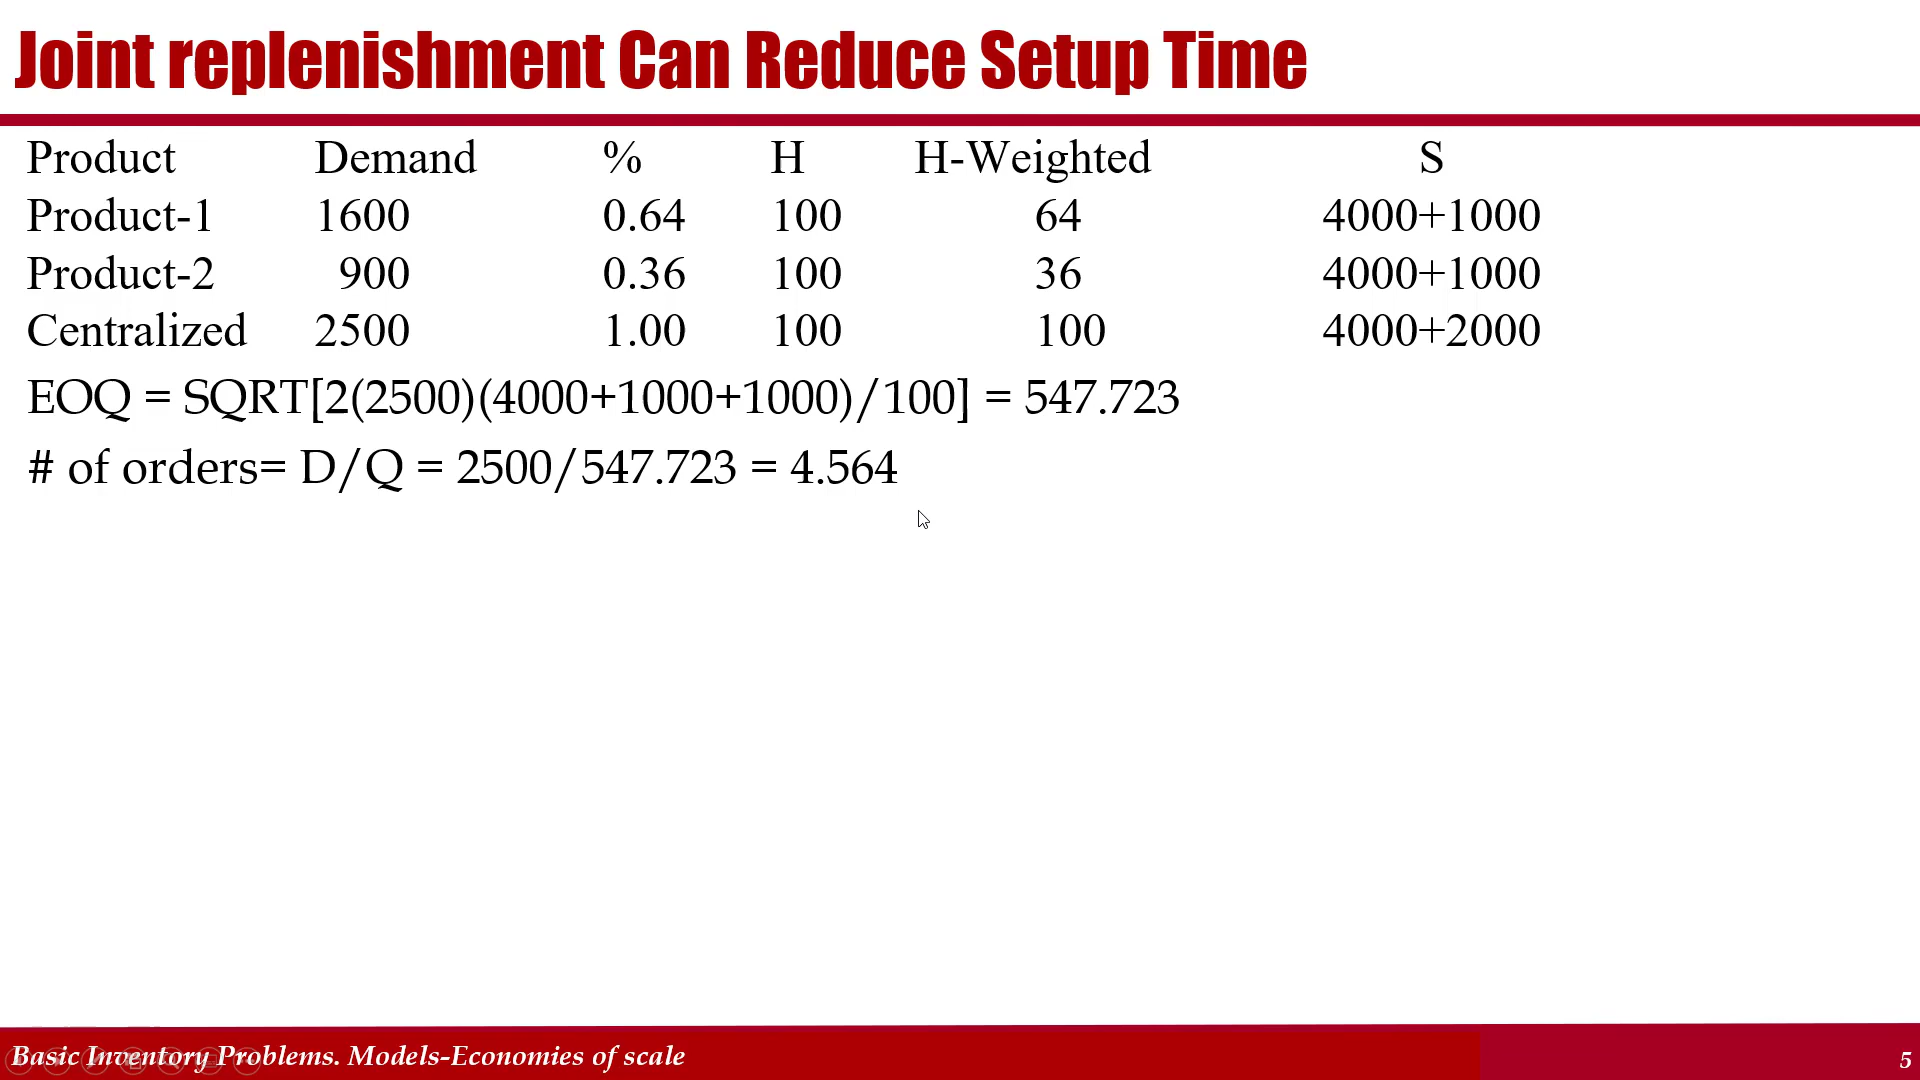 Joint replenishment Can Reduce Setup Time
Product Demand % H H-Weighted S
Product-1 1600 0.64 100 64 4000+1000
Product-2 900 0.36 100 36 4000+1000
Centralized 2500 1.00 100 100 4000+2000
EOQ = SQRT[2(2500)(4000+1000+1000)/100] = 547.723
# of orders= D/Q = 2500/547.723 = 4.564
Basic Inventory Problems. Models-Economies of scale
5